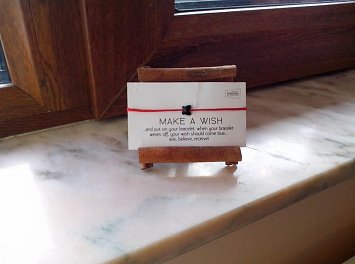 MAKE A WISH
...and put on your bracelet. when your bracelet
wears off, your wish should come true...
ask, believe, receive!